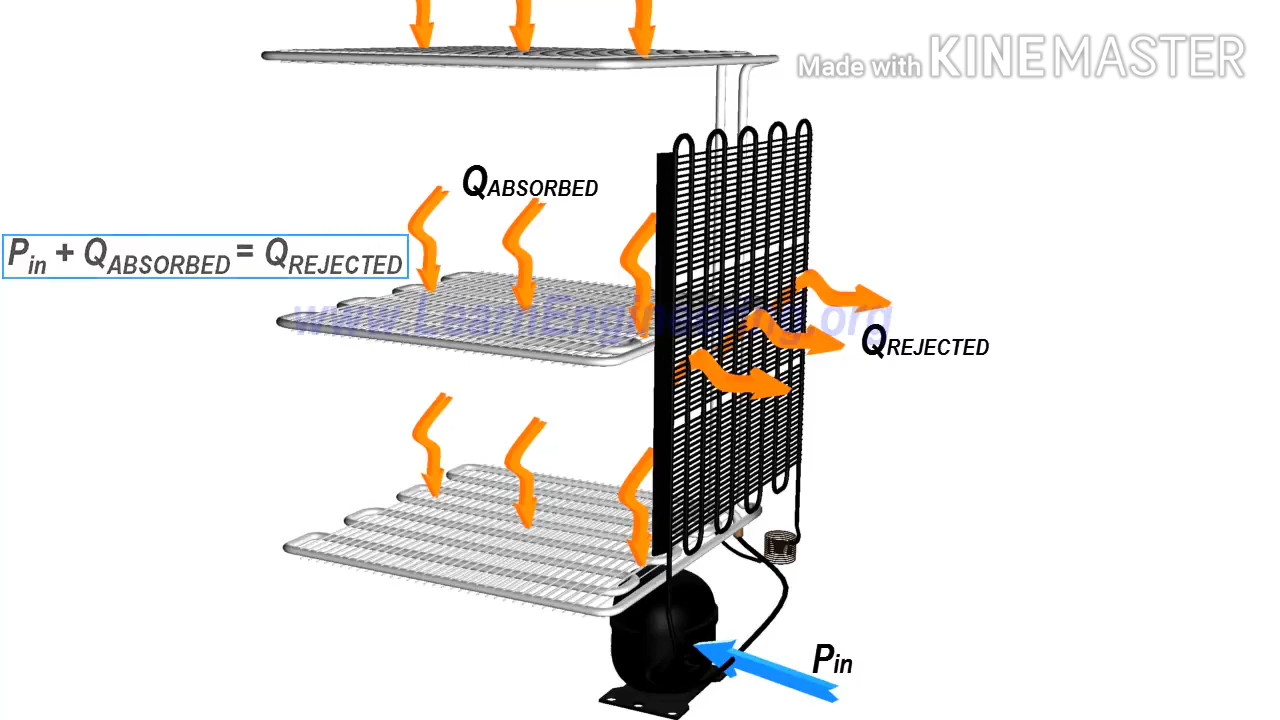 Made with KINEMASTER
QABSORBED
Pin + QABSORBED = QREJECTED
www.LearnEngineering.org
QREJECTED
Pin